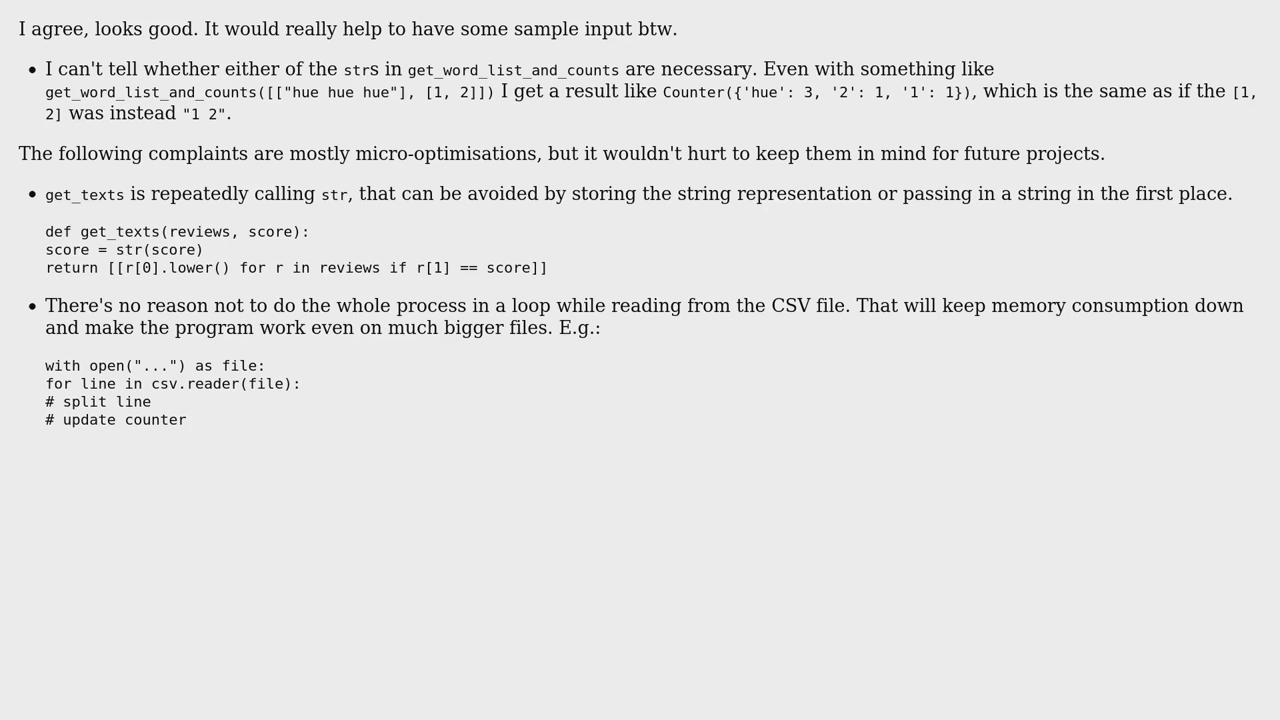 I agree, looks good. It would really help to have some sample input btw.
• I can't tell whether either of the strs in get_word_list_and_counts are necessary. Even with something like
get_word_list_and_counts([["hue hue hue"], [1, 2]]) I get a result like Counter({'hue': 3, '2': 1, '1': 1}), which is the same as if the [1,
2] was instead "1 2".
The following complaints are mostly micro-optimisations, but it wouldn't hurt to keep them in mind for future projects.
• get_texts is repeatedly calling str, that can be avoided by storing the string representation or passing in a string in the first place.
def get_texts(reviews, score):
score = str(score)
return [[r[0].lower() for r in reviews if r[1] == score]]
• There's no reason not to do the whole process in a loop while reading from the CSV file. That will keep memory consumption down
and make the program work even on much bigger files. E.g.:
with open("...") as file:
for line in csv.reader(file):
# split line
# update counter